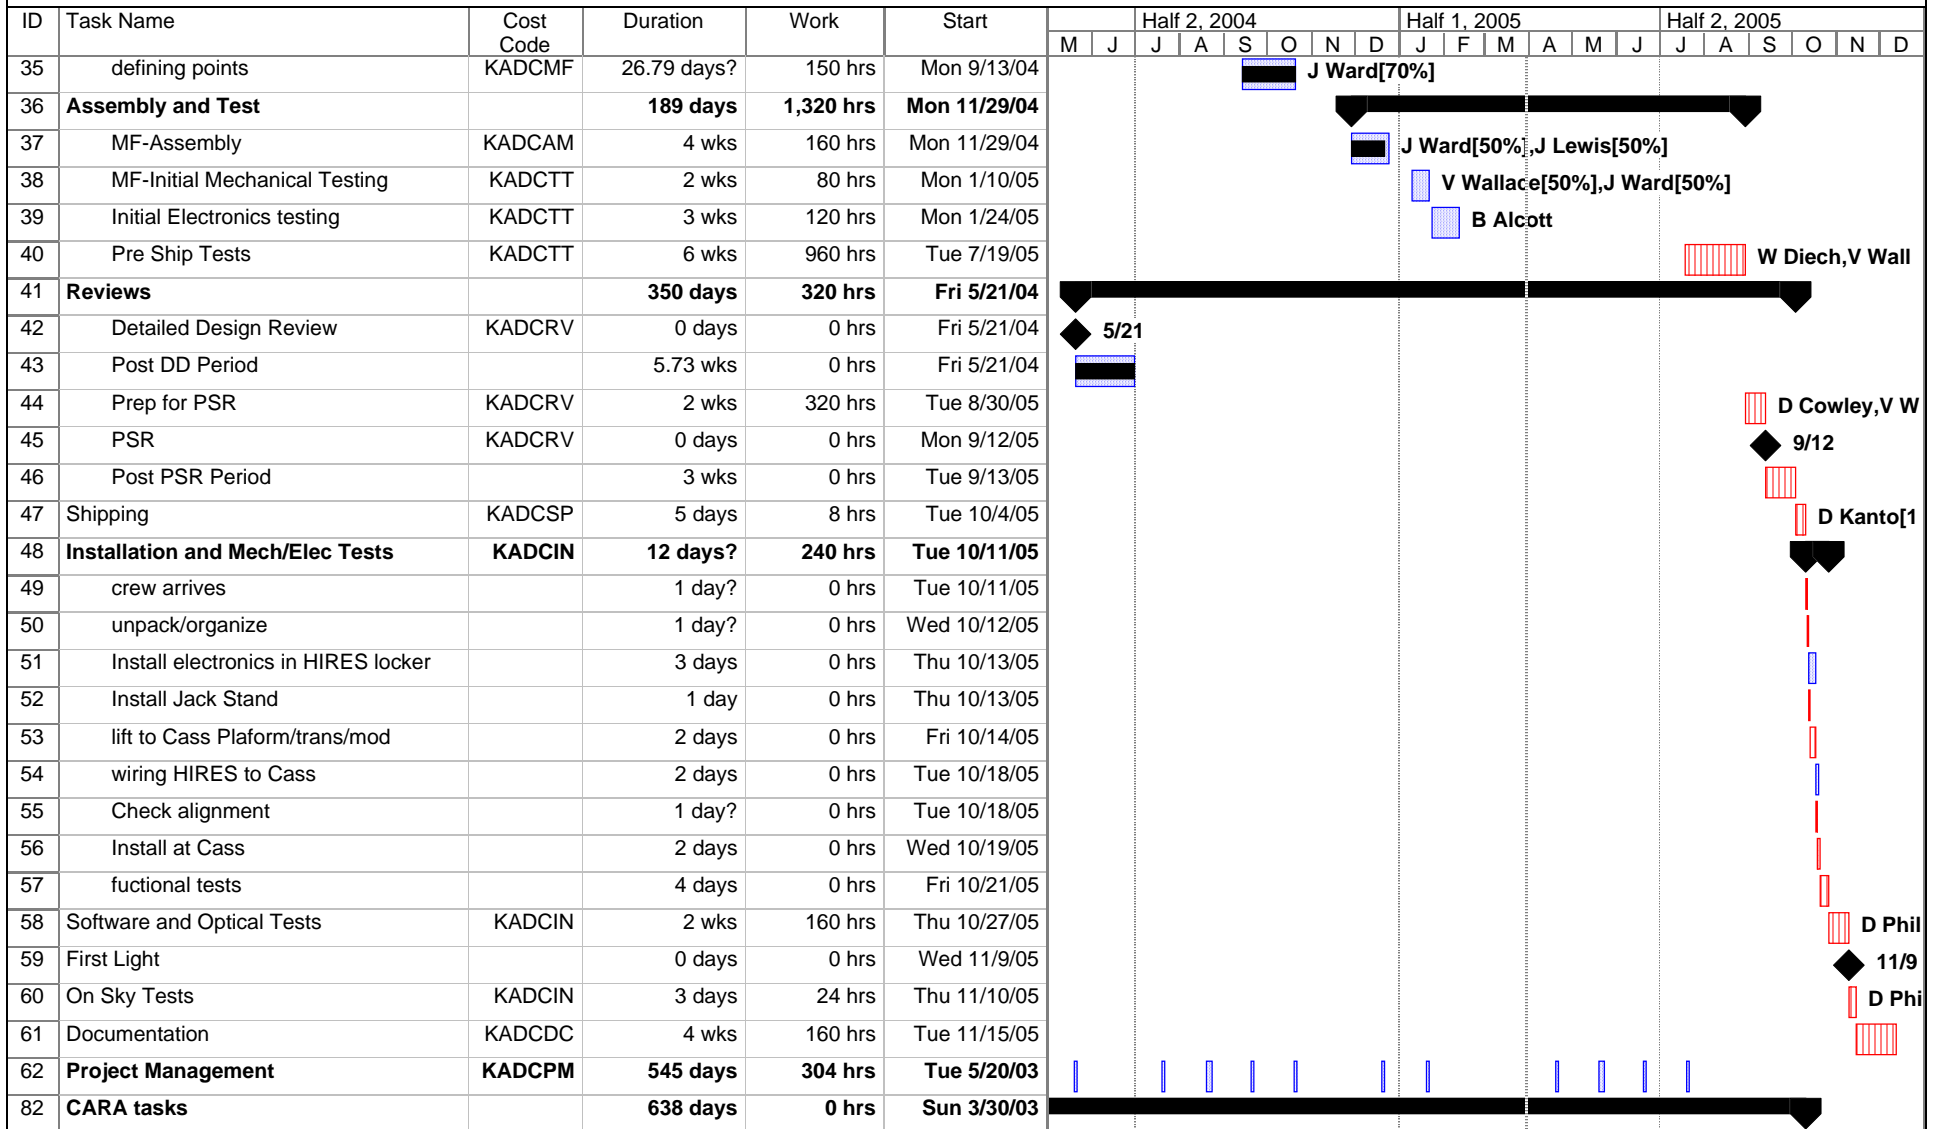 ID Task Name Cost Code Duration Work Start Half 2, 2004 Half 1, 2005 Half 2, 2005
M J J A S O N D J F M A M J J A S O N D
35 defining points KADCMF 26.79 days? 150 hrs Mon 9/13/04 J Ward[70%]
36 Assembly and Test 189 days 1,320 hrs Mon 11/29/04
37 MF-Assembly KADCAM 4 wks 160 hrs Mon 11/29/04 J Ward[50%],J Lewis[50%]
38 MF-Initial Mechanical Testing KADCTT 2 wks 80 hrs Mon 1/10/05 V Wallace[50%],J Ward[50%]
39 Initial Electronics testing KADCTT 3 wks 120 hrs Mon 1/24/05 B Alcott
40 Pre Ship Tests KADCTT 6 wks 960 hrs Tue 7/19/05 W Diech,V Wall
41 Reviews 350 days 320 hrs Fri 5/21/04
42 Detailed Design Review KADCRV 0 days 0 hrs Fri 5/21/04 5/21
43 Post DD Period 5.73 wks 0 hrs Fri 5/21/04
44 Prep for PSR KADCRV 2 wks 320 hrs Tue 8/30/05 D Cowley,V W
45 PSR KADCRV 0 days 0 hrs Mon 9/12/05 9/12
46 Post PSR Period 3 wks 0 hrs Tue 9/13/05
47 Shipping KADCSP 5 days 8 hrs Tue 10/4/05 D Kanto[1
48 Installation and Mech/Elec Tests KADCIN 12 days? 240 hrs Tue 10/11/05
49 crew arrives 1 day? 0 hrs Tue 10/11/05
50 unpack/organize 1 day? 0 hrs Wed 10/12/05
51 Install electronics in HIRES locker 3 days 0 hrs Thu 10/13/05
52 Install Jack Stand 1 day 0 hrs Thu 10/13/05
53 lift to Cass Plaform/trans/mod 2 days 0 hrs Fri 10/14/05
54 wiring HIRES to Cass 2 days 0 hrs Tue 10/18/05
55 Check alignment 1 day? 0 hrs Tue 10/18/05
56 Install at Cass 2 days 0 hrs Wed 10/19/05
57 fuctional tests 4 days 0 hrs Fri 10/21/05
58 Software and Optical Tests KADCIN 2 wks 160 hrs Thu 10/27/05 D Phil
59 First Light 0 days 0 hrs Wed 11/9/05 11/9
60 On Sky Tests KADCIN 3 days 24 hrs Thu 11/10/05 D Phi
61 Documentation KADCDC 4 wks 160 hrs Tue 11/15/05
62 Project Management KADCPM 545 days 304 hrs Tue 5/20/03
82 CARA tasks 638 days 0 hrs Sun 3/30/03